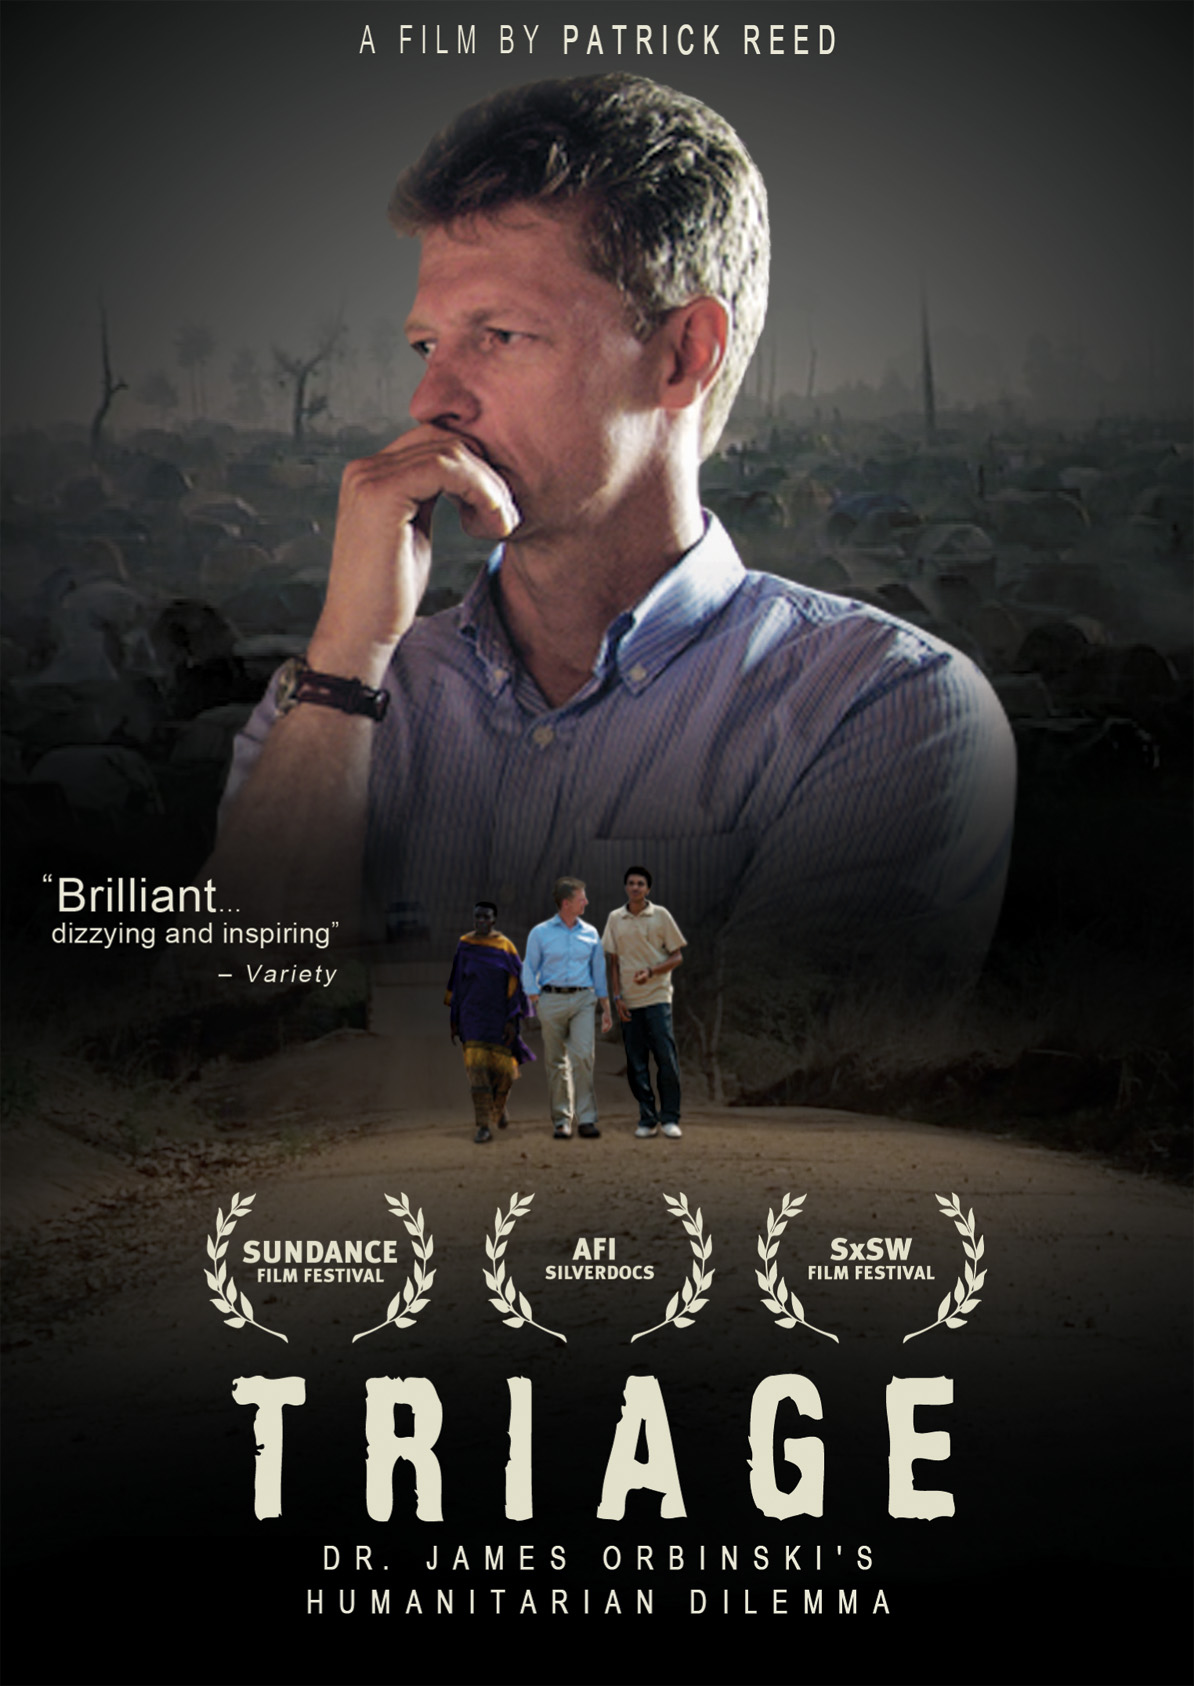 A FILM BY PATRICK REED
“Brilliant...
dizzying and inspiring”
– Variety
SUNDANCE
FILM FESTIVAL
AFI
SILVERDOCS
SxSW
FILM FESTIVAL
TRIAGE
DR. JAMES ORBINSKI'S
HUMANITARIAN DILEMMA